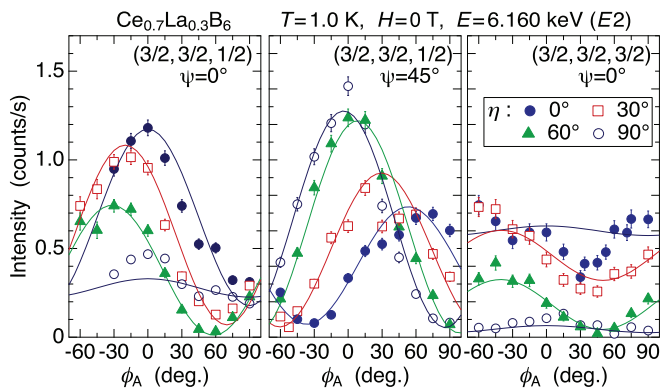 Ce0.7La0.3B6 T=1.0 K, H=0 T, E=6.160 keV (E2)
(3/2, 3/2, 1/2) (3/2, 3/2, 1/2) (3/2, 3/2, 3/2)
ψ=0° ψ=45° ψ=0°
η : 0° 30°
60° 90°
Intensity (counts/s)
1.5
1.0
0.5
0
-60 -30 0 30 60 90 -60 -30 0 30 60 90 -60 -30 0 30 60 90
ϕA (deg.) ϕA (deg.) ϕA (deg.)